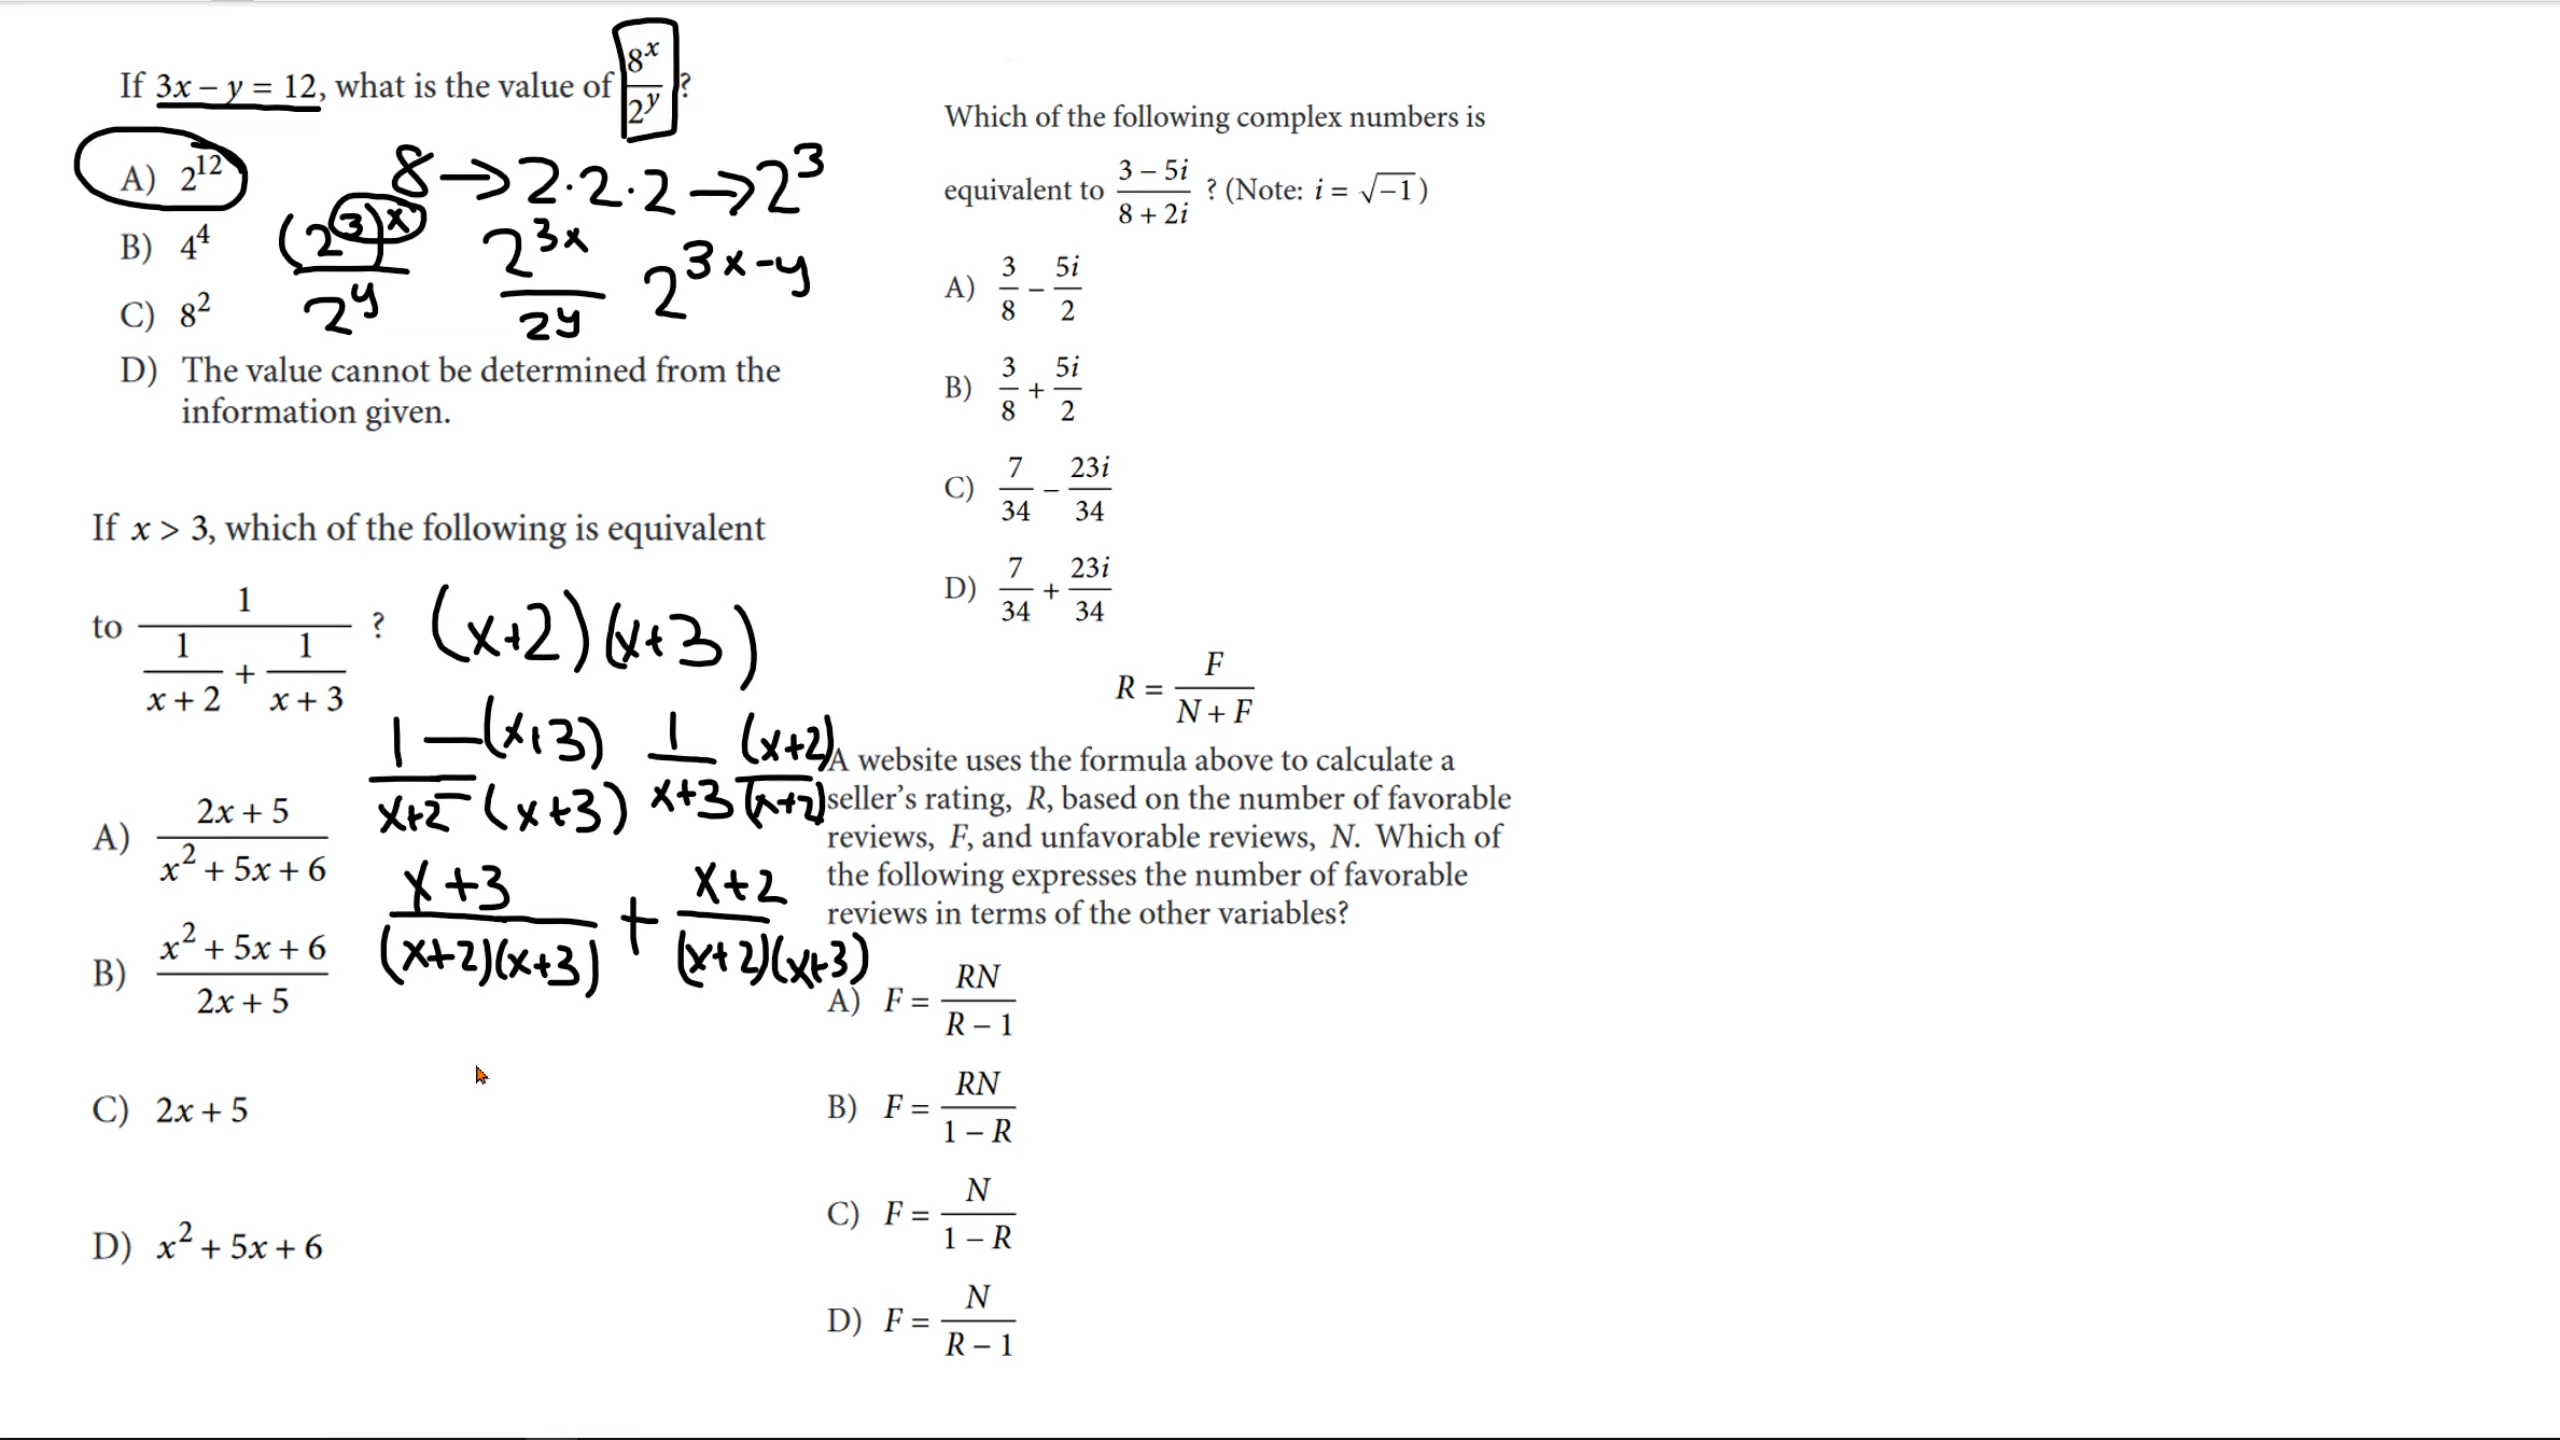 If 3x – y = 12, what is the value of 8^x/2^y ?
A) 2^12
8 → 2·2·2 → 2^3
B) 4^4
(2^3)^x/2^y 2^3x/2^y 2^3x-y
C) 8^2
D) The value cannot be determined from the
information given.
If x > 3, which of the following is equivalent
to 1/(1/(x + 2) + 1/(x + 3)) ?
(x+2)(x+3)
1/(x+2) (x+3)/(x+3) 1/(x+3) (x+2)/(x+2)
(x+3)/((x+2)(x+3)) + (x+2)/((x+2)(x+3))
A) (2x + 5)/(x^2 + 5x + 6)
B) (x^2 + 5x + 6)/(2x + 5)
C) 2x + 5
D) x^2 + 5x + 6
Which of the following complex numbers is
equivalent to (3 – 5i)/(8 + 2i) ? (Note: i = √–1)
A) 3/8 – 5i/2
B) 3/8 + 5i/2
C) 7/34 – 23i/34
D) 7/34 + 23i/34
R = F/(N + F)
A website uses the formula above to calculate a
seller’s rating, R, based on the number of favorable
reviews, F, and unfavorable reviews, N. Which of
the following expresses the number of favorable
reviews in terms of the other variables?
A) F = RN/(R – 1)
B) F = RN/(1 – R)
C) F = N/(1 – R)
D) F = N/(R – 1)